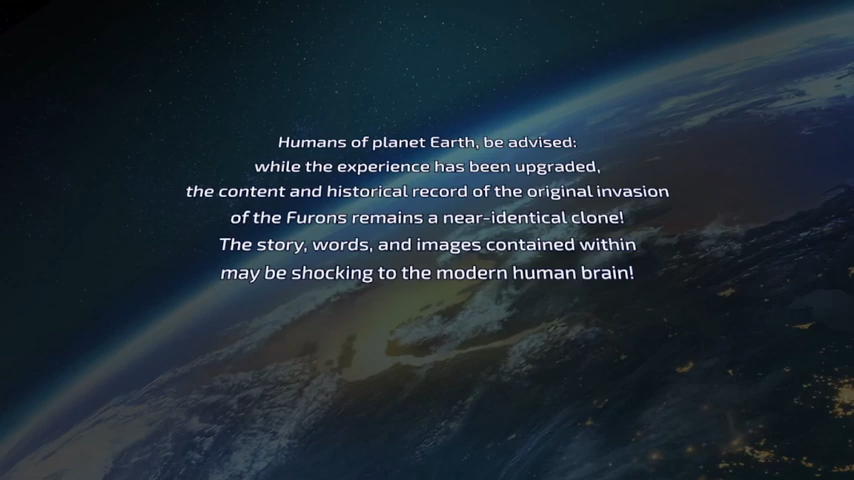 Humans of planet Earth, be advised:
while the experience has been upgraded,
the content and historical record of the original invasion
of the Furons remains a near-identical clone!
The story, words, and images contained within
may be shocking to the modern human brain!